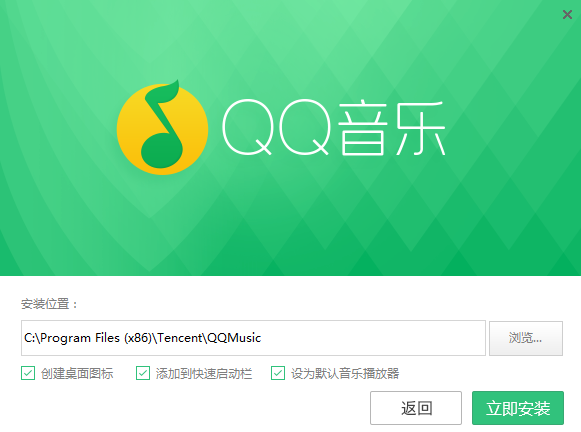 QQ音乐
安装位置：
C:\Program Files (x86)\Tencent\QQMusic
浏览...
创建桌面图标 添加到快速启动栏 设为默认音乐播放器
返回 立即安装